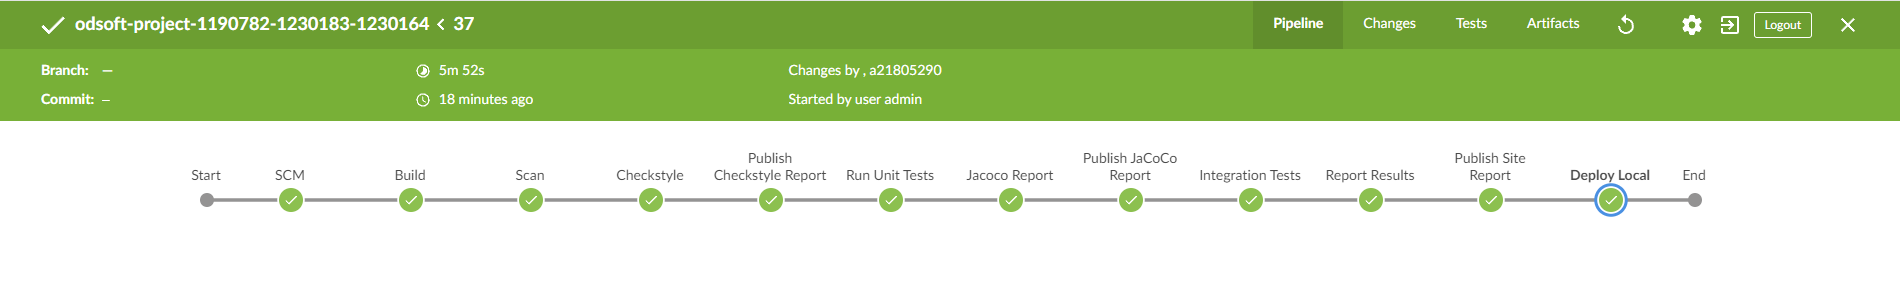 odsoft-project-1190782-1230183-1230164 < 37
Pipeline Changes Tests Artifacts Logout
Branch: — 5m 52s Changes by , a21805290
Commit: — 18 minutes ago Started by user admin
Start SCM Build Scan Checkstyle Publish Checkstyle Report Run Unit Tests Jacoco Report Publish JaCoCo Report Integration Tests Report Results Publish Site Report Deploy Local End